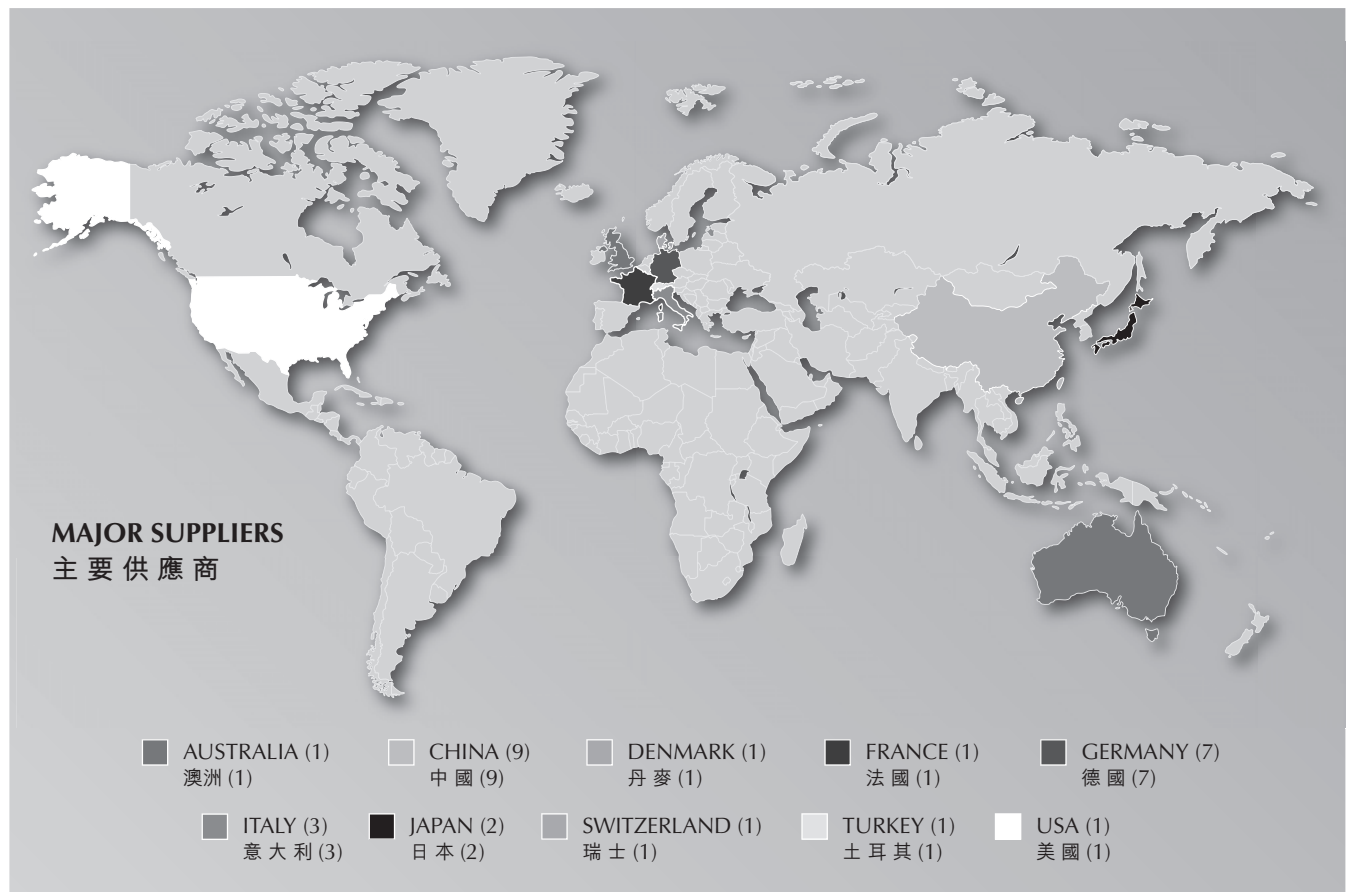 MAJOR SUPPLIERS
主要供應商
AUSTRALIA (1)
澳洲 (1)
CHINA (9)
中國 (9)
DENMARK (1)
丹麥 (1)
FRANCE (1)
法國 (1)
GERMANY (7)
德國 (7)
ITALY (3)
意大利 (3)
JAPAN (2)
日本 (2)
SWITZERLAND (1)
瑞士 (1)
TURKEY (1)
土耳其 (1)
USA (1)
美國 (1)